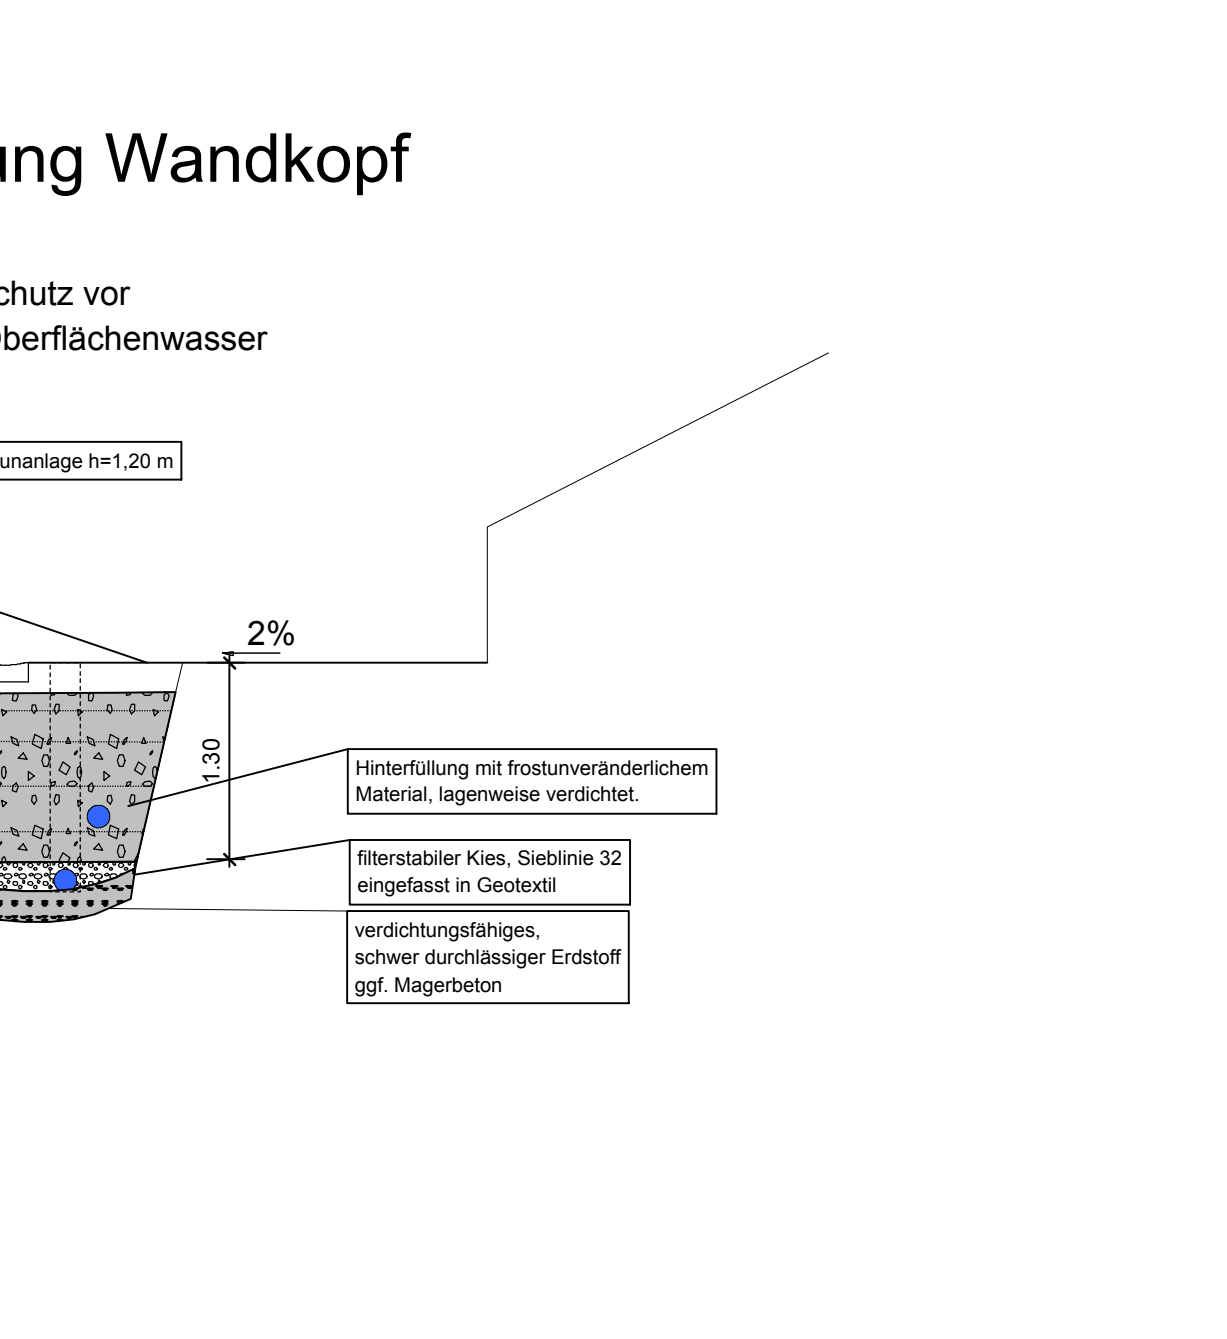 ung Wandkopf
chutz vor
berflächenwasser
unanlage h=1,20 m
2%
1.30
Hinterfüllung mit frostunveränderlichem
Material, lagenweise verdichtet.
filterstabiler Kies, Sieblinie 32
eingefasst in Geotextil
verdichtungsfähiges,
schwer durchlässiger Erdstoff
ggf. Magerbeton